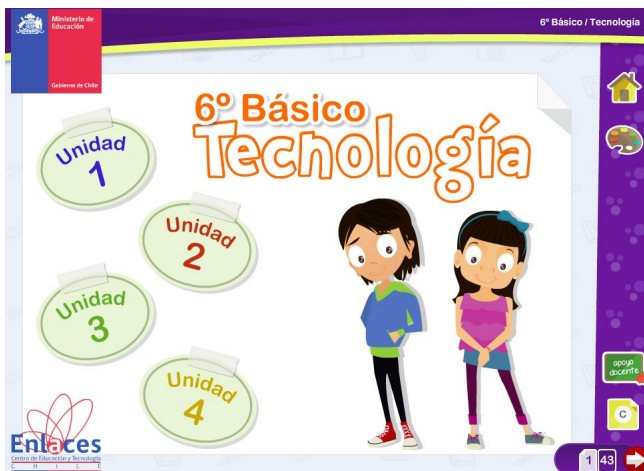 Ministerio de
Educación
Gobierno de Chile
6º Básico / Tecnología
6º Básico
Tecnología
Unidad
1
Unidad
2
Unidad
3
Unidad
4
apoyo
docente
C
Enlaces
Centro de Educación y Tecnología
CHILE
1 43